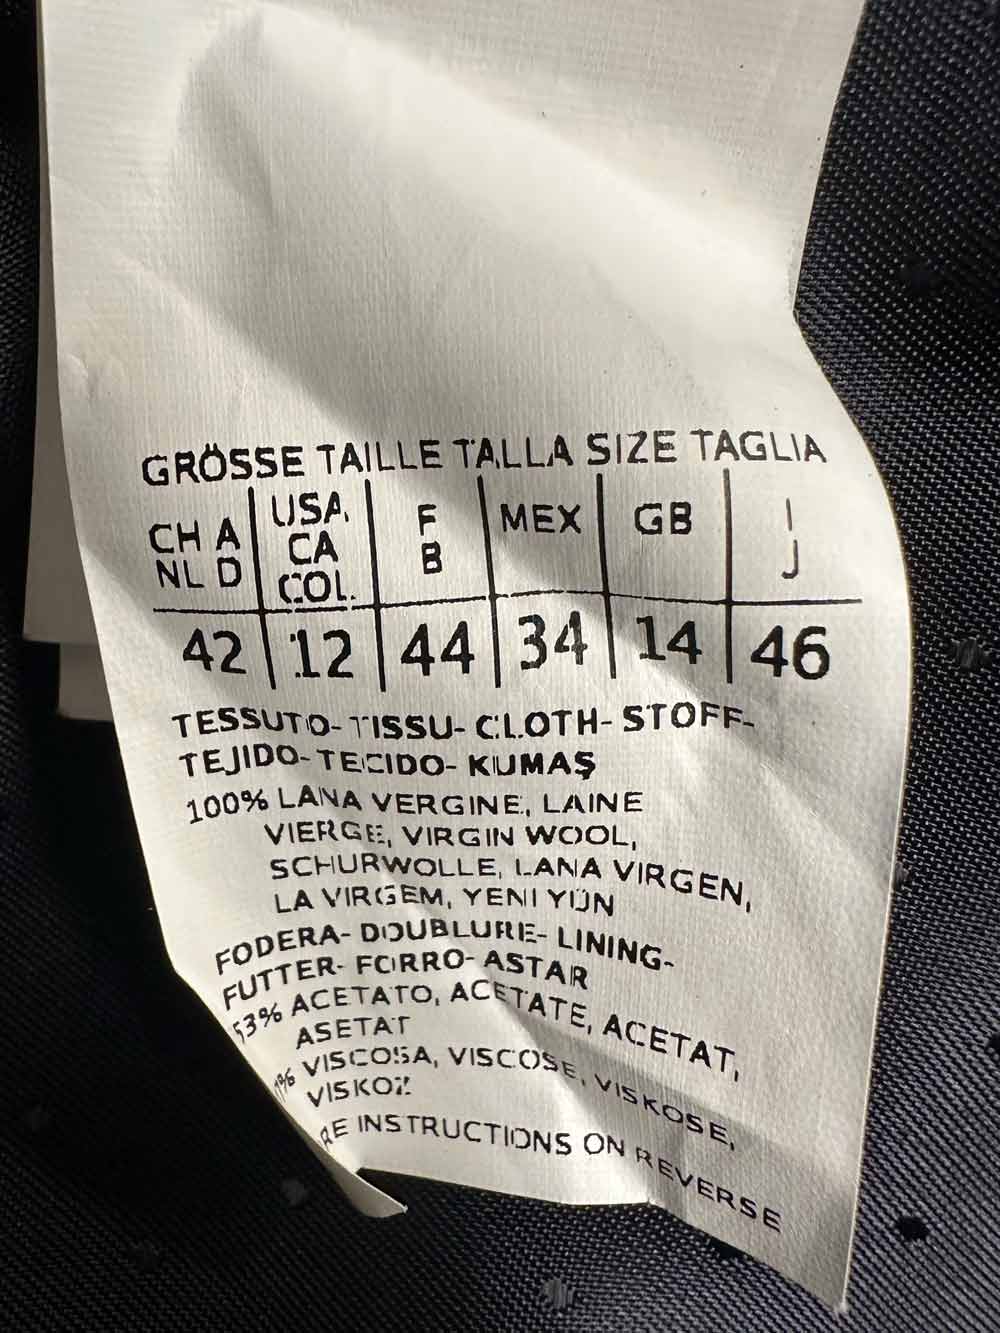 GRÖSSE TAILLE TALLA SIZE TAGLIA
CH A NL D | USA. CA COL. | F B | MEX | GB | I J
42 | 12 | 44 | 34 | 14 | 46
TESSUTO- TISSU- CLOTH- STOFF-
TEJIDO- TECIDO- KUMAŞ
100% LANA VERGINE, LAINE
VIERGE, VIRGIN WOOL,
SCHURWOLLE, LANA VIRGEN,
LA VIRGEM, YENI YÜN
FODERA- DOUBLURE- LINING-
FUTTER- FORRO- ASTAR
53% ACETATO, ACETATE, ACETAT,
ASETAT
VISCOSA, VISCOSE, VISKOSE,
VISKOZ
RE INSTRUCTIONS ON REVERSE